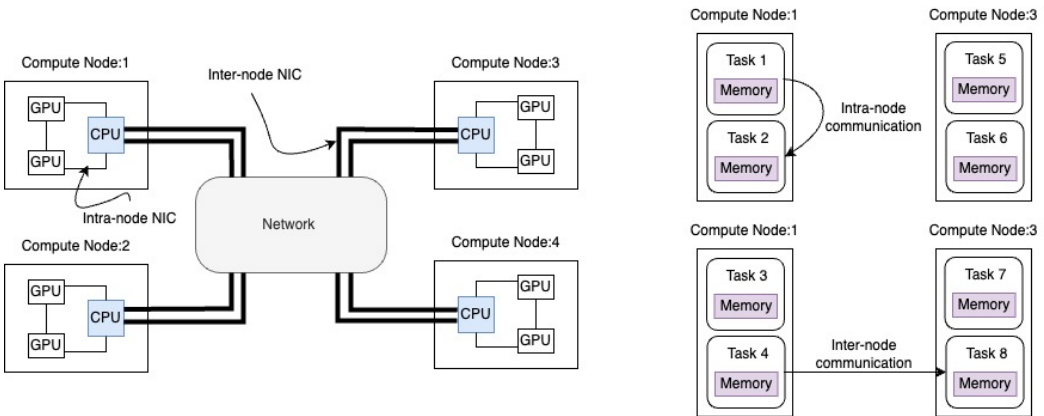 Compute Node:1
GPU
CPU
GPU
Intra-node NIC
Inter-node NIC
Compute Node:3
GPU
CPU
GPU
Network
Compute Node:2
GPU
CPU
GPU
Compute Node:4
GPU
CPU
GPU
Compute Node:1
Task 1
Memory
Task 2
Memory
Intra-node
communication
Compute Node:3
Task 5
Memory
Task 6
Memory
Compute Node:1
Task 3
Memory
Task 4
Memory
Inter-node
communication
Compute Node:3
Task 7
Memory
Task 8
Memory